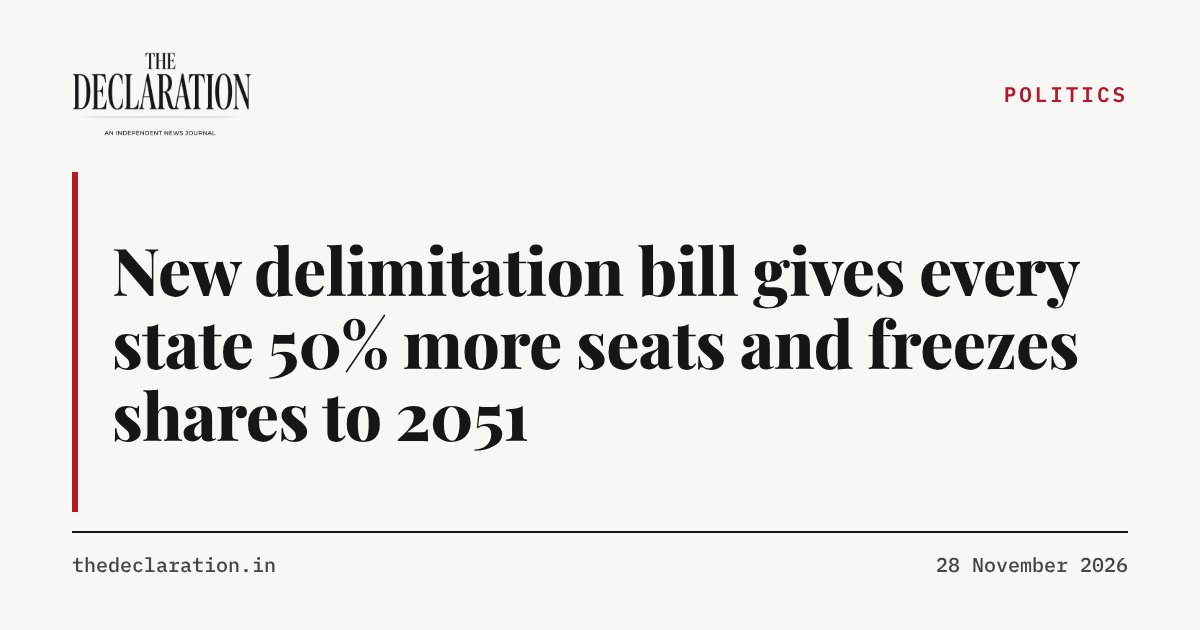 THE
DECLARATION
AN INDEPENDENT NEWS JOURNAL
POLITICS
New delimitation bill gives every
state 50% more seats and freezes
shares to 2051
thedeclaration.in
28 November 2026